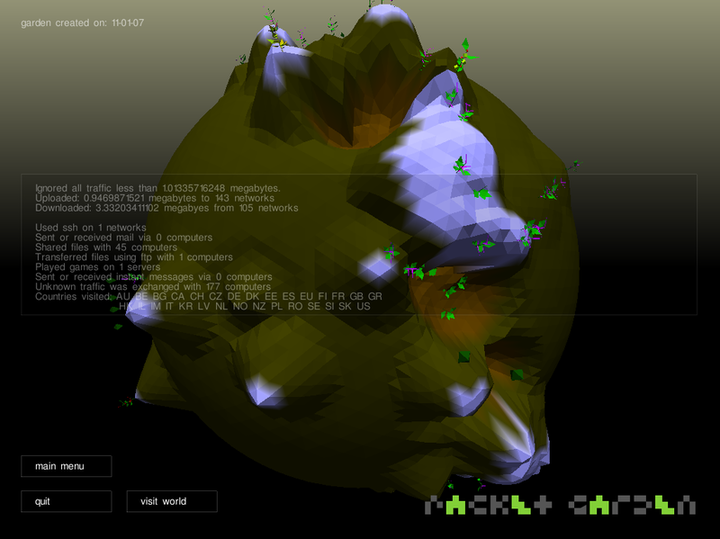 garden created on: 11-01-07
Ignored all traffic less than 1.01335716248 megabytes.
Uploaded: 0.9469871521 megabytes to 143 networks
Downloaded: 3.33203411102 megabyes from 105 networks
Used ssh on 1 networks
Sent or received mail via 0 computers
Shared files with 45 computers
Transferred files using ftp with 1 computers
Played games on 1 servers
Sent or received instant messages via 0 computers
Unknown traffic was exchanged with 177 computers
Countries visited: AU BE BG CA CH CZ DE DK EE ES EU FI FR GB GR
HU IL IM IT KR LV NL NO NZ PL RO SE SI SK US
main menu
quit
visit world
PACKET GARDEN